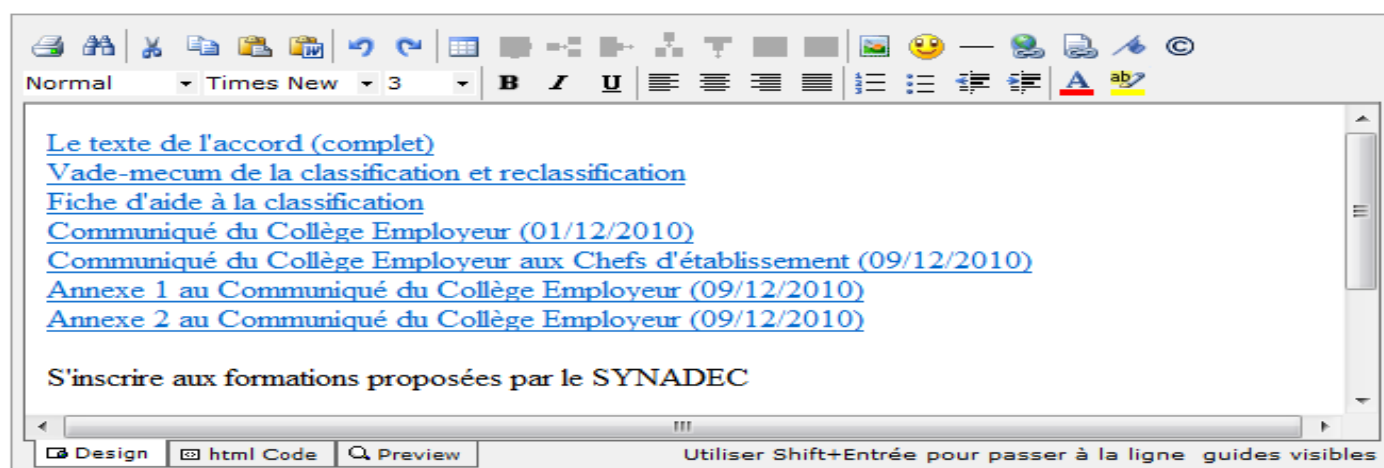 Normal Times New 3 B I U A ab
Le texte de l'accord (complet)
Vade-mecum de la classification et reclassification
Fiche d'aide à la classification
Communiqué du Collège Employeur (01/12/2010)
Communiqué du Collège Employeur aux Chefs d'établissement (09/12/2010)
Annexe 1 au Communiqué du Collège Employeur (09/12/2010)
Annexe 2 au Communiqué du Collège Employeur (09/12/2010)
S'inscrire aux formations proposées par le SYNADEC
Design html Code Preview Utiliser Shift+Entrée pour passer à la ligne guides visibles